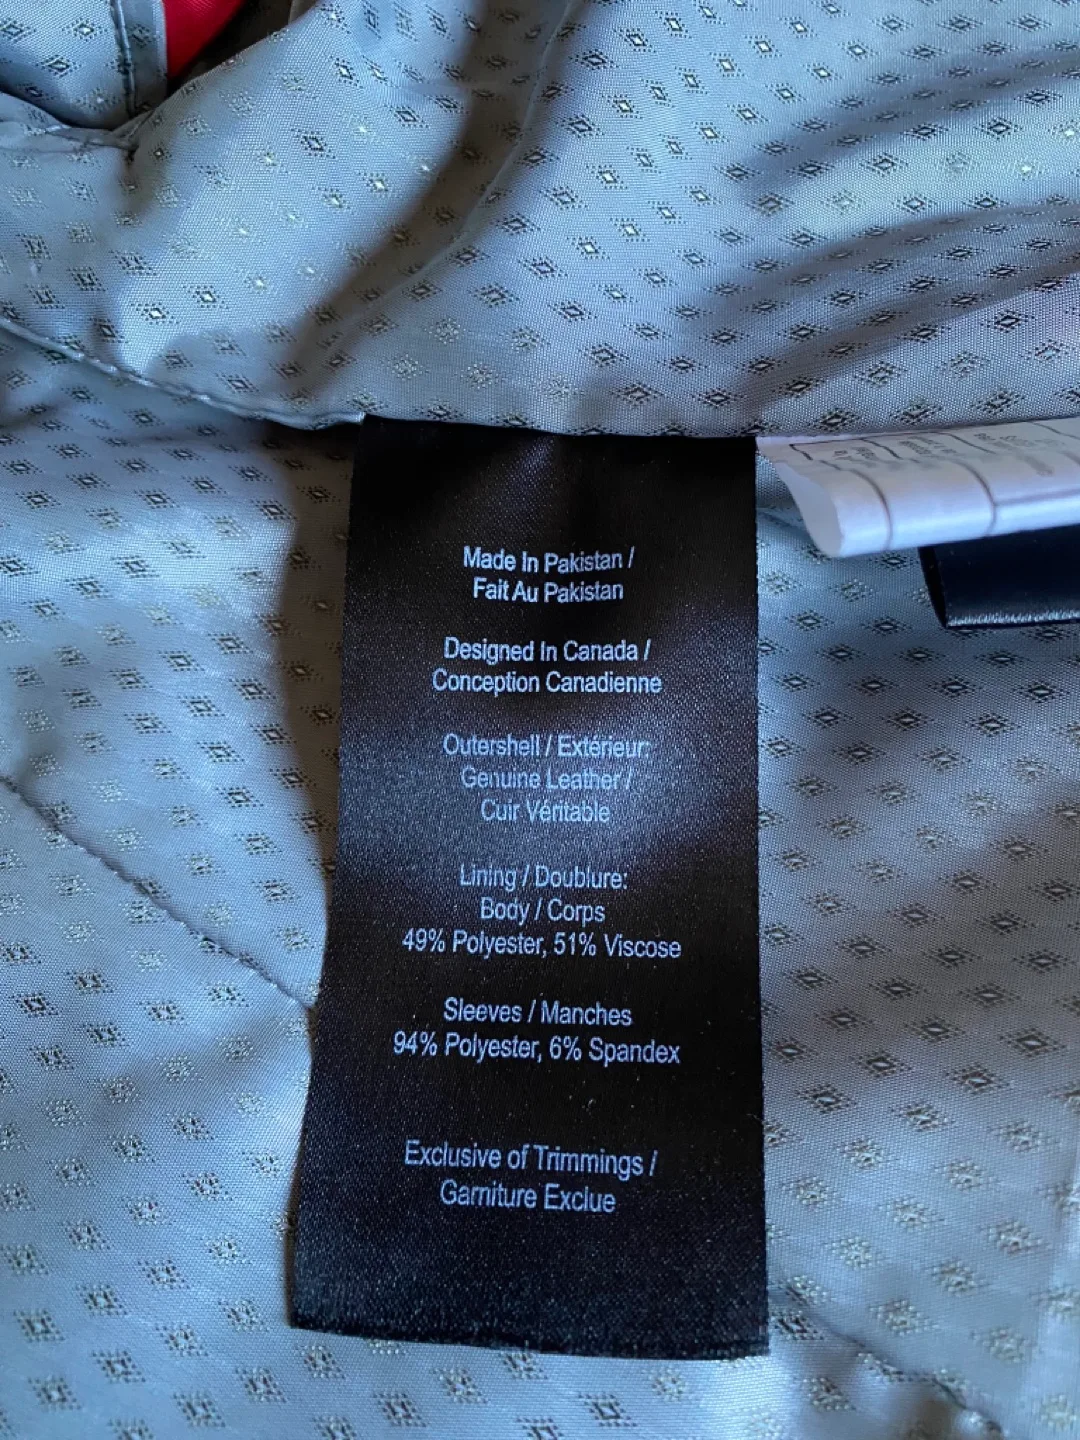 Made In Pakistan /
Fait Au Pakistan
Designed In Canada /
Conception Canadienne
Outershell / Extérieur:
Genuine Leather /
Cuir Véritable
Lining / Doublure:
Body / Corps
49% Polyester, 51% Viscose
Sleeves / Manches
94% Polyester, 6% Spandex
Exclusive of Trimmings /
Garniture Exclue